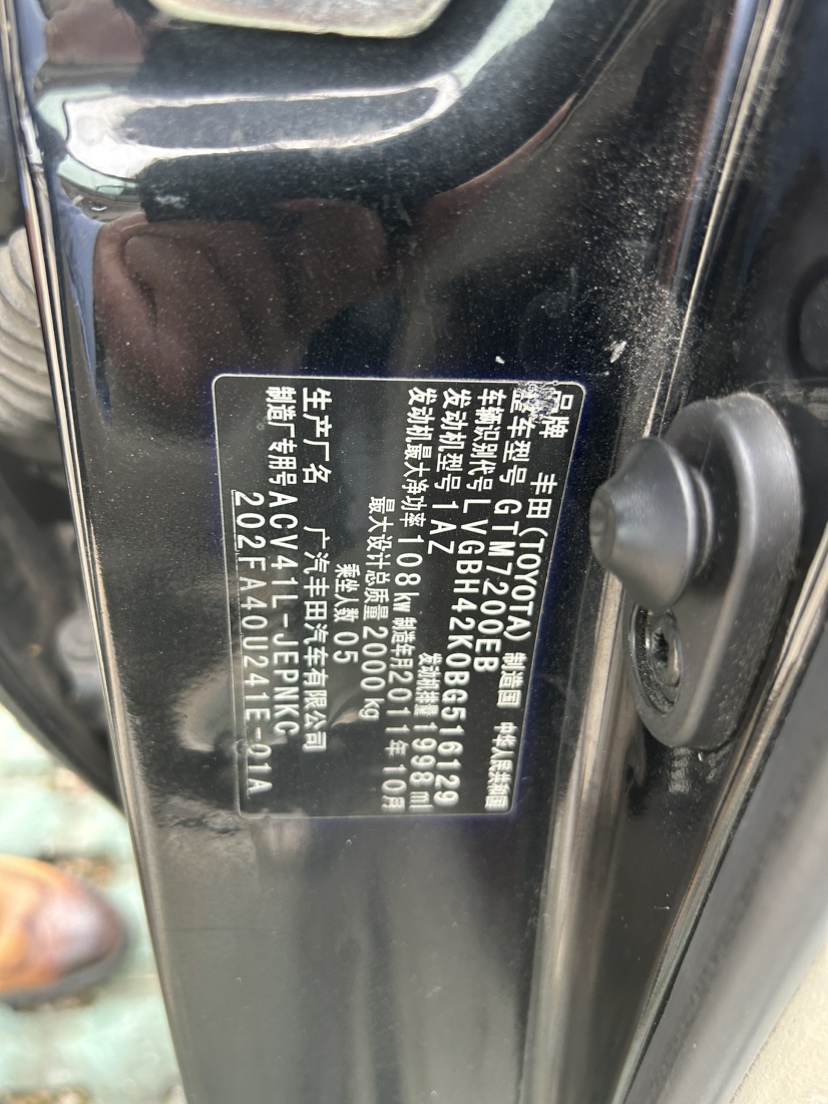 品牌 丰田(TOYOTA) 制造国 中华人民共和国
整车型号 GTM7200EB
车辆识别代号 LVGBH42K0BG516129
发动机型号 1AZ 发动机排量 1998 ml
发动机最大净功率 108kw 制造年月 2011年10月
最大设计总质量 2000kg
乘坐人数 05
生产厂名 广汽丰田汽车有限公司
制造厂专用号 ACV41L-JEPNKC
202FA40U241E-01A